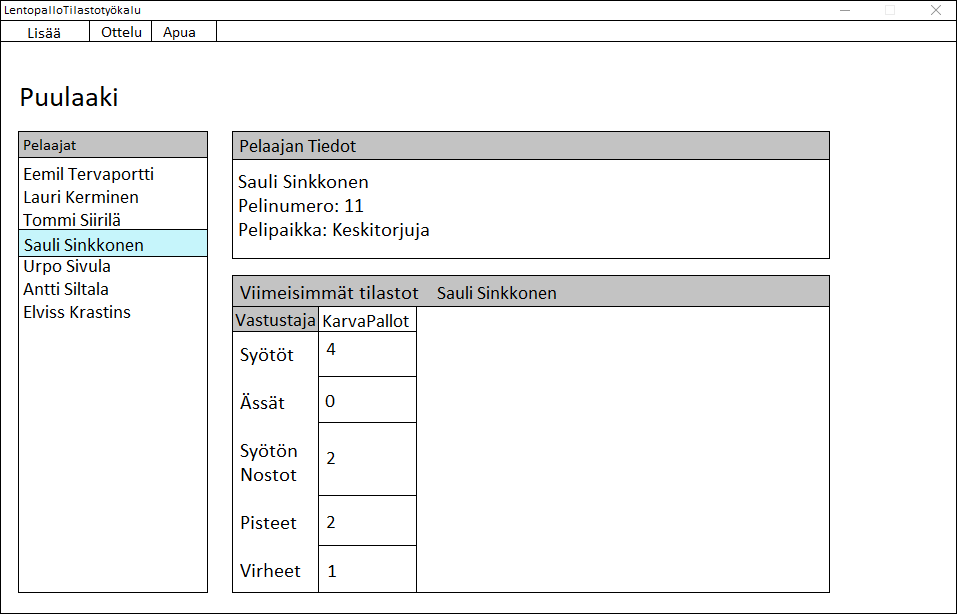 LentopalloTilastotyökalu
Lisää Ottelu Apua
Puulaaki
Pelaajat
Eemil Tervaportti
Lauri Kerminen
Tommi Siirilä
Sauli Sinkkonen
Urpo Sivula
Antti Siltala
Elviss Krastins
Pelaajan Tiedot
Sauli Sinkkonen
Pelinumero: 11
Pelipaikka: Keskitorjuja
Viimeisimmät tilastot Sauli Sinkkonen
Vastustaja KarvaPallot
Syötöt 4
Ässät 0
Syötön
Nostot 2
Pisteet 2
Virheet 1